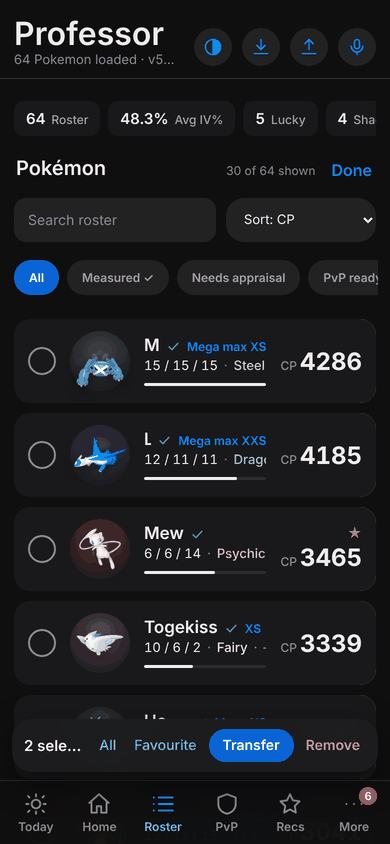 Professor
64 Pokemon loaded · v5...
64 Roster
48.3% Avg IV%
5 Lucky
4 Sha
Pokémon
30 of 64 shown
Done
Search roster
Sort: CP
All
Measured ✓
Needs appraisal
PvP ready
M ✓ Mega max XS
15 / 15 / 15 · Steel
CP 4286
L ✓ Mega max XXS
12 / 11 / 11 · Drag
CP 4185
Mew ✓
6 / 6 / 14 · Psychic
★
CP 3465
Togekiss ✓ XS
10 / 6 / 2 · Fairy · -
CP 3339
2 sele...
All
Favourite
Transfer
Remove
6
Today
Home
Roster
PvP
Recs
More